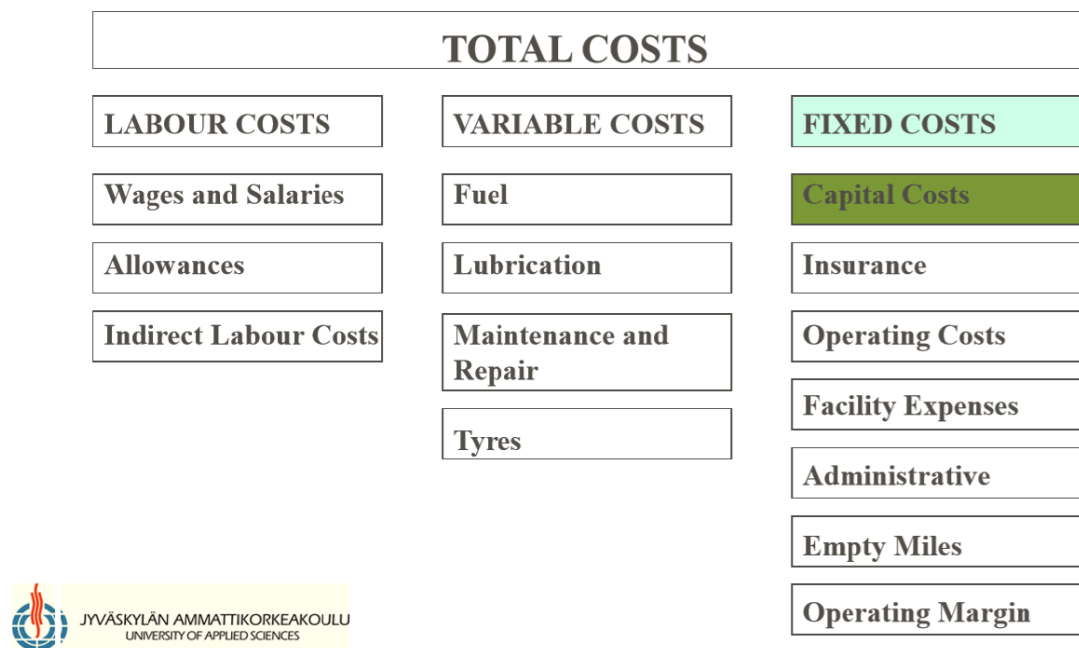 TOTAL COSTS
LABOUR COSTS
Wages and Salaries
Allowances
Indirect Labour Costs
VARIABLE COSTS
Fuel
Lubrication
Maintenance and
Repair
Tyres
FIXED COSTS
Capital Costs
Insurance
Operating Costs
Facility Expenses
Administrative
Empty Miles
Operating Margin
JYVÄSKYLÄN AMMATTIKORKEAKOULU
UNIVERSITY OF APPLIED SCIENCES